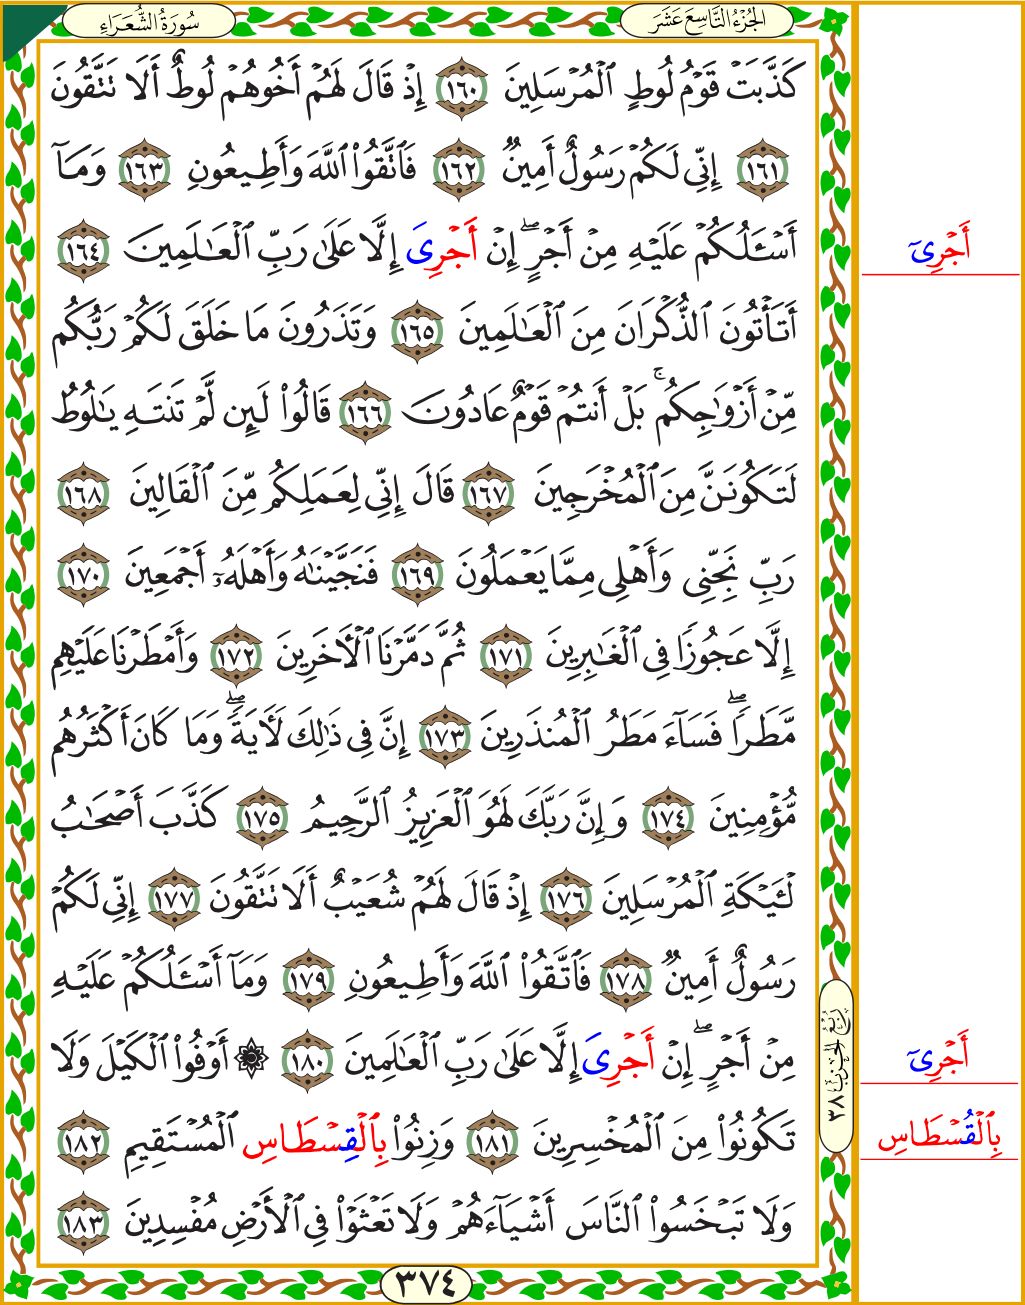 سُورَةُ الشُّعَرَاءِ
الجُزْءُ التَّاسِعَ عَشَرَ
كَذَّبَتْ قَوْمُ لُوطٍ ٱلْمُرْسَلِينَ ١٦٠ إِذْ قَالَ لَهُمْ أَخُوهُمْ لُوطٌ أَلَا تَتَّقُونَ
١٦١ إِنِّى لَكُمْ رَسُولٌ أَمِينٌ ١٦٢ فَٱتَّقُوا۟ ٱللَّهَ وَأَطِيعُونِ ١٦٣ وَمَآ
أَسْـَٔلُكُمْ عَلَيْهِ مِنْ أَجْرٍ ۖ إِنْ أَجْرِىَ إِلَّا عَلَىٰ رَبِّ ٱلْعَـٰلَمِينَ ١٦٤
أَتَأْتُونَ ٱلذُّكْرَانَ مِنَ ٱلْعَـٰلَمِينَ ١٦٥ وَتَذَرُونَ مَا خَلَقَ لَكُمْ رَبُّكُم
مِّنْ أَزْوَٰجِكُم ۚ بَلْ أَنتُمْ قَوْمٌ عَادُونَ ١٦٦ قَالُوا۟ لَئِن لَّمْ تَنتَهِ يَـٰلُوطُ
لَتَكُونَنَّ مِنَ ٱلْمُخْرَجِينَ ١٦٧ قَالَ إِنِّى لِعَمَلِكُم مِّنَ ٱلْقَالِينَ ١٦٨
رَبِّ نَجِّنِى وَأَهْلِى مِمَّا يَعْمَلُونَ ١٦٩ فَنَجَّيْنَـٰهُ وَأَهْلَهُۥٓ أَجْمَعِينَ ١٧٠
إِلَّا عَجُوزًا فِى ٱلْغَـٰبِرِينَ ١٧١ ثُمَّ دَمَّرْنَا ٱلْـَٔاخَرِينَ ١٧٢ وَأَمْطَرْنَا عَلَيْهِم
مَّطَرًا ۖ فَسَآءَ مَطَرُ ٱلْمُنذَرِينَ ١٧٣ إِنَّ فِى ذَٰلِكَ لَـَٔايَةً ۖ وَمَا كَانَ أَكْثَرُهُم
مُّؤْمِنِينَ ١٧٤ وَإِنَّ رَبَّكَ لَهُوَ ٱلْعَزِيزُ ٱلرَّحِيمُ ١٧٥ كَذَّبَ أَصْحَـٰبُ
لْـَٔيْكَةِ ٱلْمُرْسَلِينَ ١٧٦ إِذْ قَالَ لَهُمْ شُعَيْبٌ أَلَا تَتَّقُونَ ١٧٧ إِنِّى لَكُمْ
رَسُولٌ أَمِينٌ ١٧٨ فَٱتَّقُوا۟ ٱللَّهَ وَأَطِيعُونِ ١٧٩ وَمَآ أَسْـَٔلُكُمْ عَلَيْهِ
مِنْ أَجْرٍ ۖ إِنْ أَجْرِىَ إِلَّا عَلَىٰ رَبِّ ٱلْعَـٰلَمِينَ ١٨٠ ۞ أَوْفُوا۟ ٱلْكَيْلَ وَلَا
تَكُونُوا۟ مِنَ ٱلْمُخْسِرِينَ ١٨١ وَزِنُوا۟ بِٱلْقِسْطَاسِ ٱلْمُسْتَقِيمِ ١٨٢
وَلَا تَبْخَسُوا۟ ٱلنَّاسَ أَشْيَآءَهُمْ وَلَا تَعْثَوْا۟ فِى ٱلْأَرْضِ مُفْسِدِينَ ١٨٣
أَجْرِىٓ
أَجْرِىٓ
بِٱلْقُسْطَاسِ
رُبُعُ الحِزْبِ ٣٨
٣٧٤